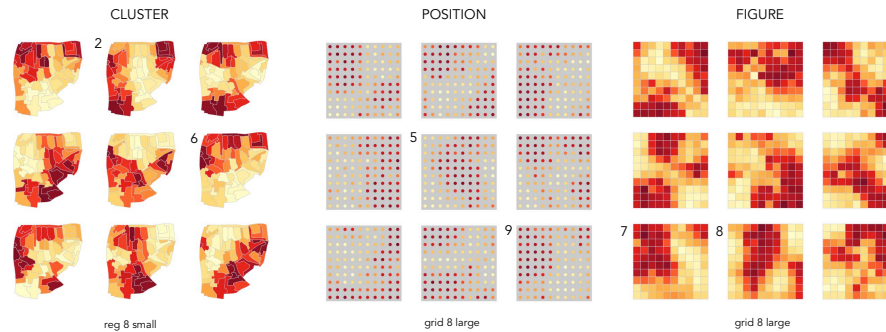 CLUSTER
POSITION
FIGURE
2
6
5
9
7
8
reg 8 small
grid 8 large
grid 8 large